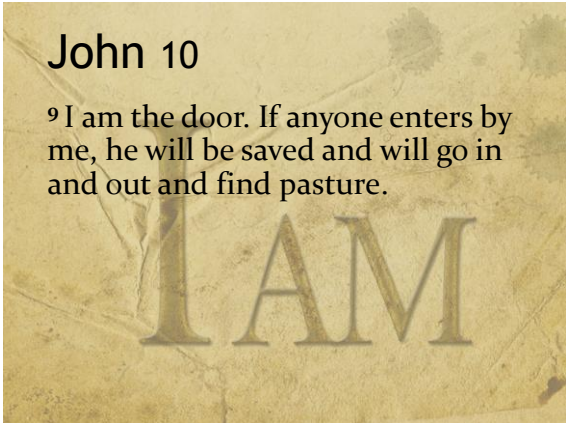 John 10
9 I am the door. If anyone enters by
me, he will be saved and will go in
and out and find pasture.
I AM